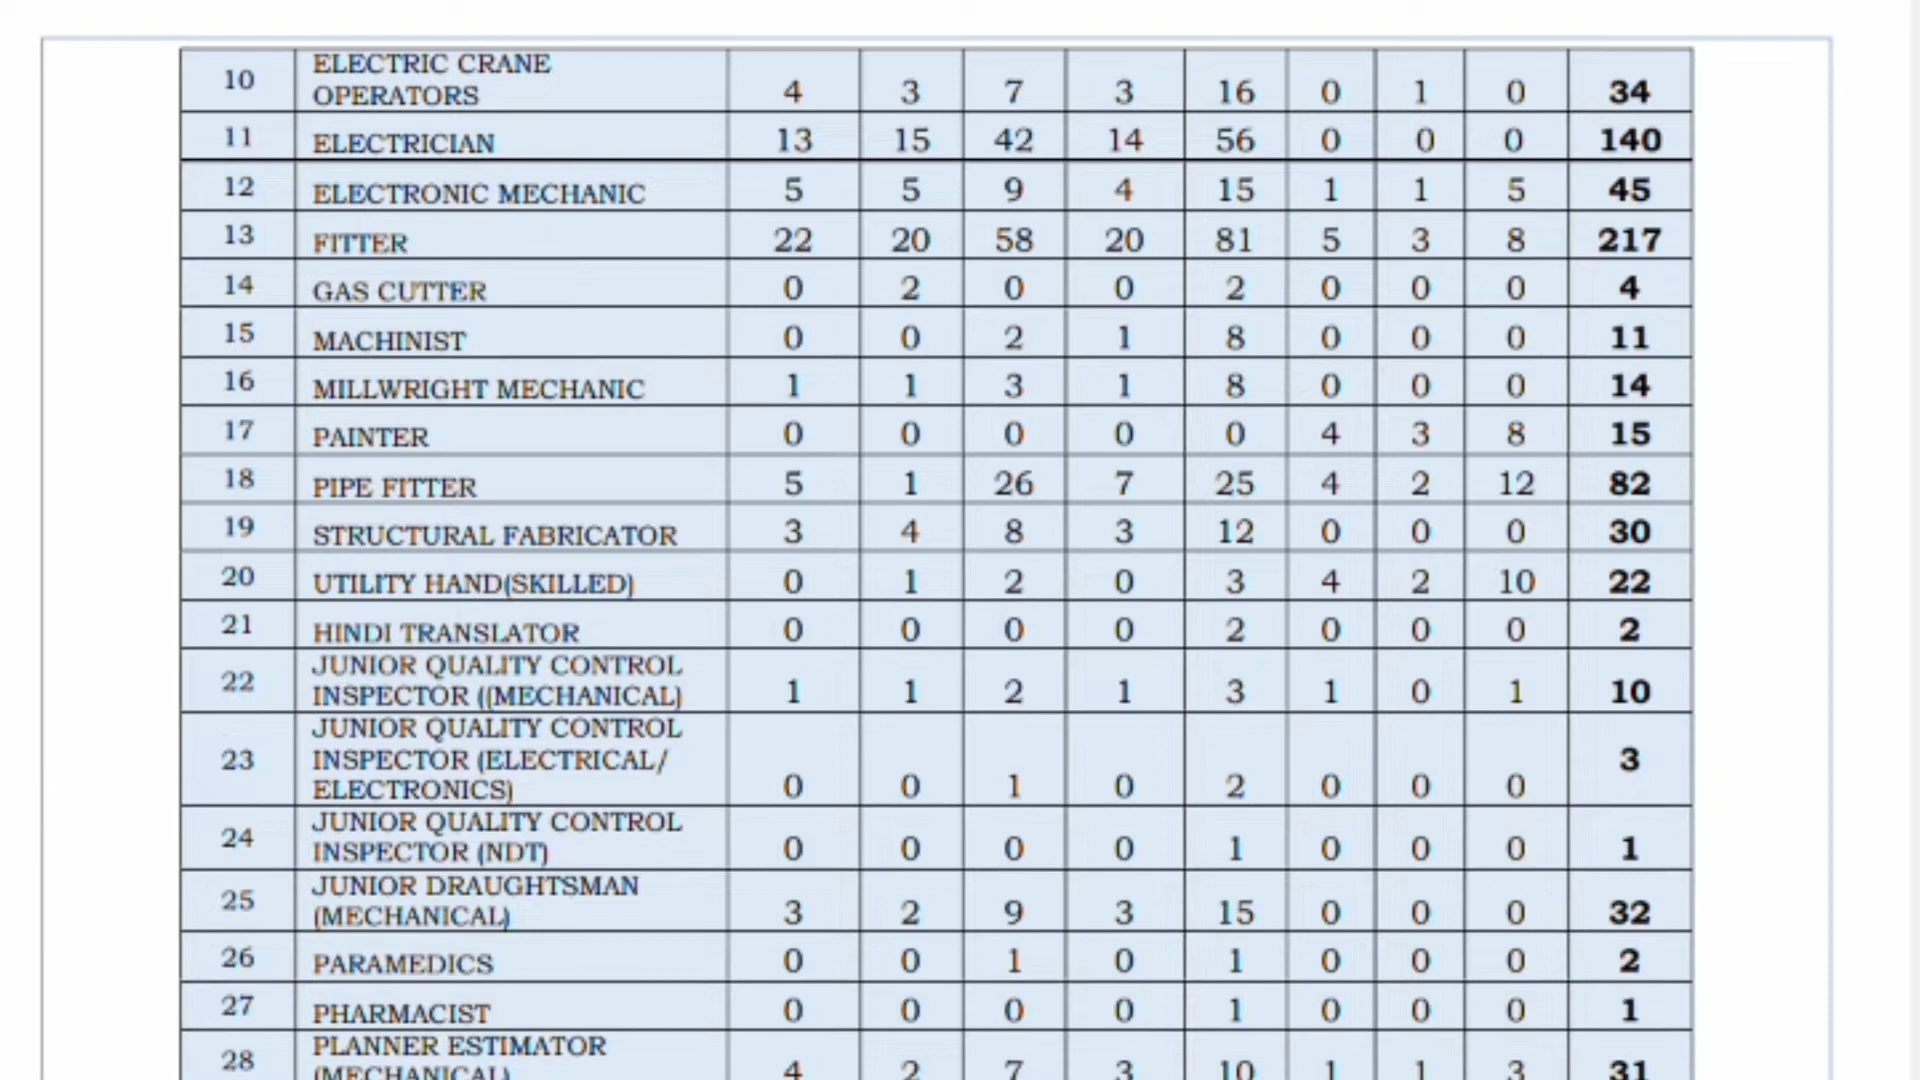 10 ELECTRIC CRANE OPERATORS 4 3 7 3 16 0 1 0 34
11 ELECTRICIAN 13 15 42 14 56 0 0 0 140
12 ELECTRONIC MECHANIC 5 5 9 4 15 1 1 5 45
13 FITTER 22 20 58 20 81 5 3 8 217
14 GAS CUTTER 0 2 0 0 2 0 0 0 4
15 MACHINIST 0 0 2 1 8 0 0 0 11
16 MILLWRIGHT MECHANIC 1 1 3 1 8 0 0 0 14
17 PAINTER 0 0 0 0 0 4 3 8 15
18 PIPE FITTER 5 1 26 7 25 4 2 12 82
19 STRUCTURAL FABRICATOR 3 4 8 3 12 0 0 0 30
20 UTILITY HAND(SKILLED) 0 1 2 0 3 4 2 10 22
21 HINDI TRANSLATOR 0 0 0 0 2 0 0 0 2
22 JUNIOR QUALITY CONTROL INSPECTOR ((MECHANICAL) 1 1 2 1 3 1 0 1 10
23 JUNIOR QUALITY CONTROL INSPECTOR (ELECTRICAL/ ELECTRONICS) 0 0 1 0 2 0 0 0 3
24 JUNIOR QUALITY CONTROL INSPECTOR (NDT) 0 0 0 0 1 0 0 0 1
25 JUNIOR DRAUGHTSMAN (MECHANICAL) 3 2 9 3 15 0 0 0 32
26 PARAMEDICS 0 0 1 0 1 0 0 0 2
27 PHARMACIST 0 0 0 0 1 0 0 0 1
28 PLANNER ESTIMATOR (MECHANICAL) 4 2 7 3 10 1 1 3 31